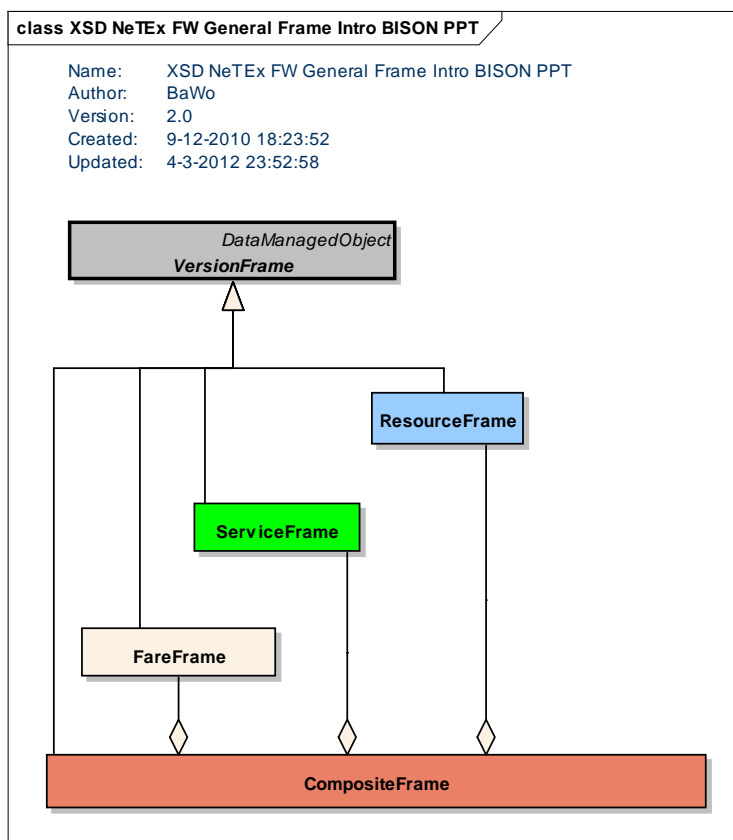 class XSD NeTEx FW General Frame Intro BISON PPT
Name: XSD NeTEx FW General Frame Intro BISON PPT
Author: BaWo
Version: 2.0
Created: 9-12-2010 18:23:52
Updated: 4-3-2012 23:52:58
DataManagedObject
VersionFrame
ResourceFrame
ServiceFrame
FareFrame
CompositeFrame